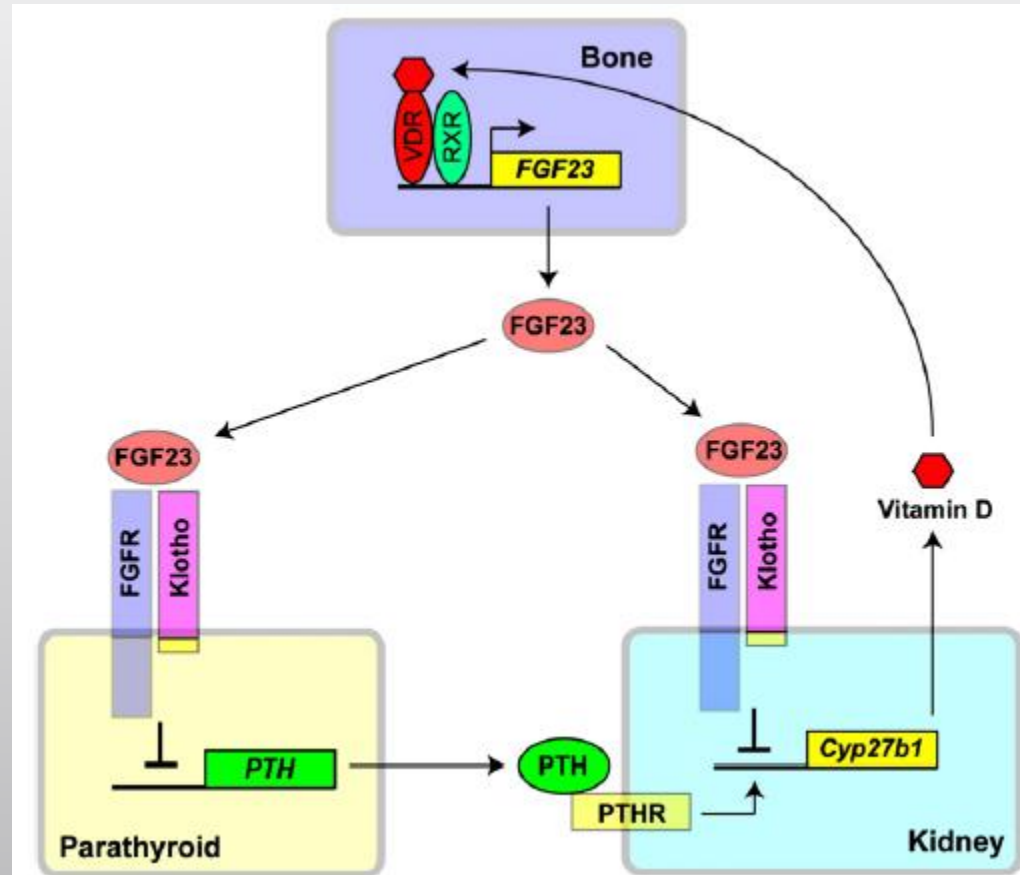 Bone
VDR
RXR
FGF23
FGF23
FGF23
FGF23
FGFR
Klotho
FGFR
Klotho
Vitamin D
PTH
PTH
PTHR
Cyp27b1
Parathyroid
Kidney